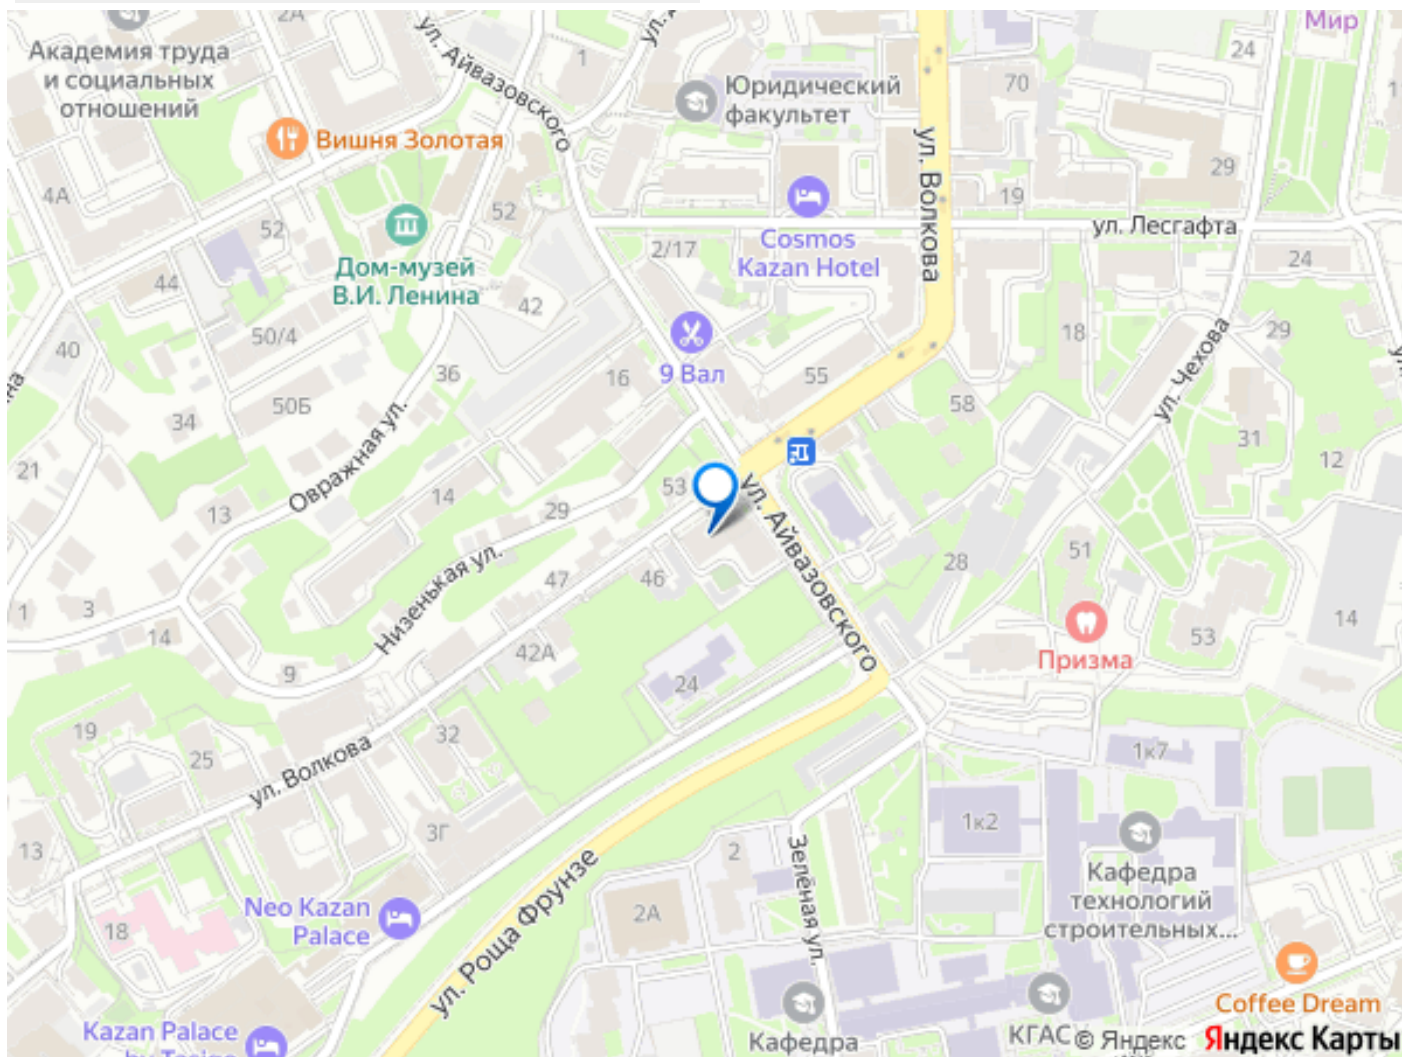 2А
Мир
Академия труда
и социальных
отношений
ул. Айвазовского
1
24
Юридический
факультет
70
Вишня Золотая
ул. Волкова
29
4А
52
52
19
ул. Лесгафта
Дом-музей
В.И. Ленина
2/17
Cosmos
Kazan Hotel
24
44
42
50/4
18
29
40
9 Вал
ул. Чехова
36
16
55
50Б
58
34
31
21
Овражная ул.
14
53
12
13
29
ул. Айвазовского
28
51
Низенькая ул.
47
46
1
3
14
14
42А
53
Призма
9
24
19
25
ул. Волкова
32
1к7
3Г
1к2
13
2
Зелёная ул.
Кафедра
технологий
строительных...
Neo Kazan
Palace
18
2А
ул. Роща Фрунзе
Coffee Dream
Kazan Palace
Кафедра
КГАС
© Яндекс Яндекс Карты